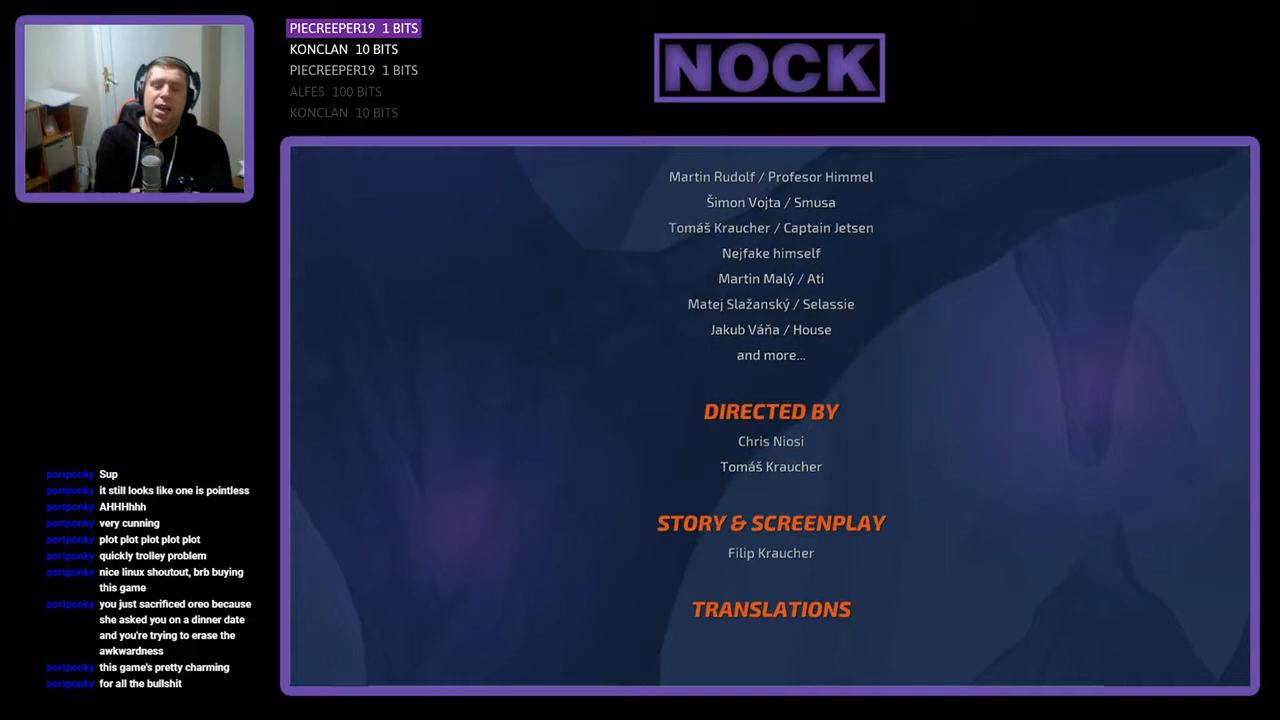 PIECREEPER19 1 BITS
KONCLAN 10 BITS
PIECREEPER19 1 BITS
ALFE5 100 BITS
KONCLAN 10 BITS
NOCK
Martin Rudolf / Profesor Himmel
Šimon Vojta / Smusa
Tomáš Kraucher / Captain Jetsen
Nejfake himself
Martin Malý / Ati
Matej Slažanský / Selassie
Jakub Váňa / House
and more...
DIRECTED BY
Chris Niosi
Tomáš Kraucher
STORY & SCREENPLAY
Filip Kraucher
TRANSLATIONS
portponky Sup
portponky it still looks like one is pointless
portponky AHHHhhh
portponky very cunning
portponky plot plot plot plot plot
portponky quickly trolley problem
portponky nice linux shoutout, brb buying
this game
portponky you just sacrificed oreo because
she asked you on a dinner date
and you're trying to erase the
awkwardness
portponky this game's pretty charming
portponky for all the bullshit